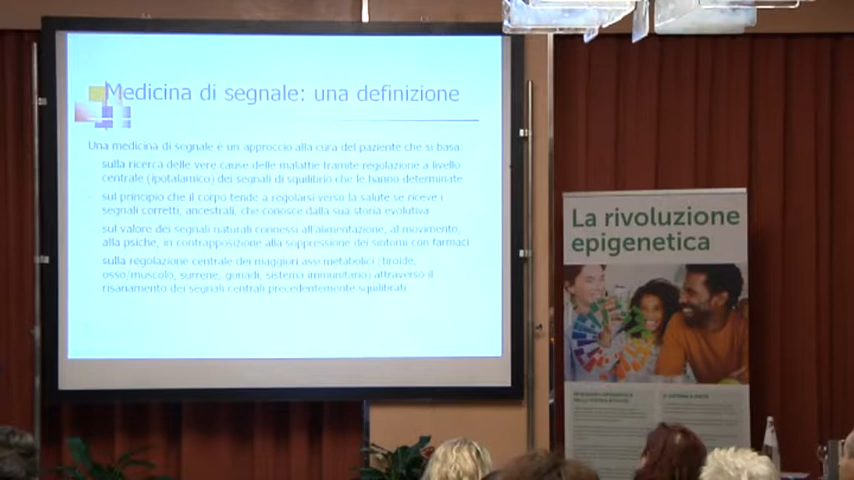 Medicina di segnale: una definizione
Una medicina di segnale è un approccio alla cura del paziente che si basa:
sulla ricerca delle vere cause delle malattie tramite regolazione a livello
centrale (ipotalamico) dei segnali di squilibrio che le hanno determinate
sul principio che il corpo tende a regolarsi verso la salute se riceve i
segnali corretti, ancestrali, che conosce dalla sua storia evolutiva
sul valore dei segnali naturali connessi all'alimentazione, al movimento,
alla psiche, in contrapposizione alla soppressione dei sintomi con farmaci
sulla regolazione centrale dei maggiori assi metabolici (tiroide,
osso/muscolo, surrene, gonadi, sistema immunitario) attraverso il
risanamento dei segnali centrali precedentemente squilibrati
La rivoluzione
epigenetica